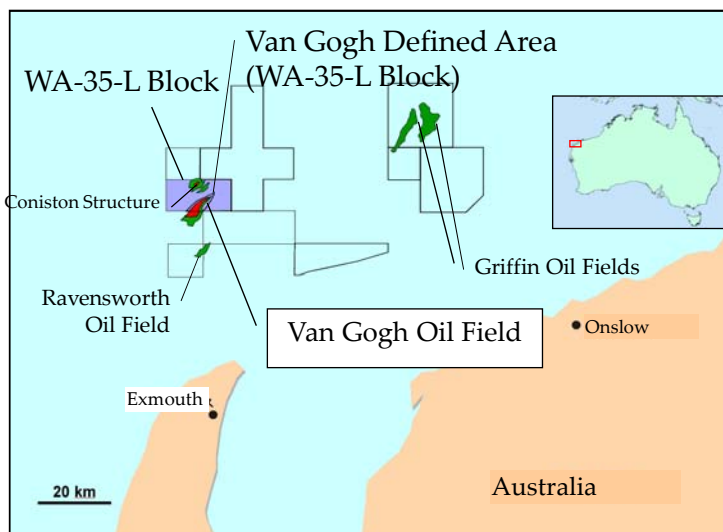 Van Gogh Defined Area
(WA-35-L Block)
WA-35-L Block
Coniston Structure
Griffin Oil Fields
Ravensworth
Oil Field
Van Gogh Oil Field
Onslow
Exmouth
20 km
Australia